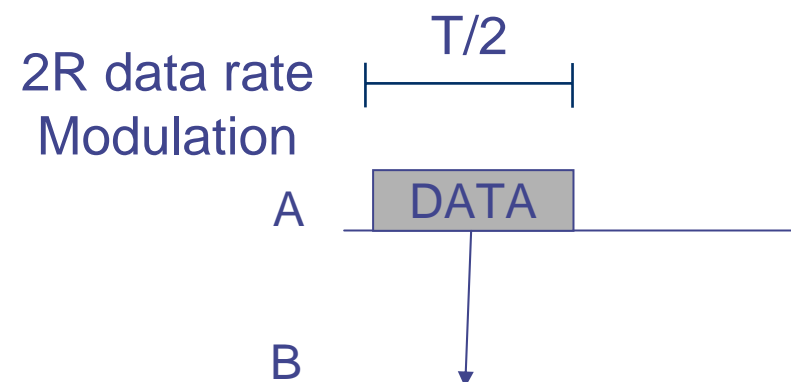 T/2
2R data rate
Modulation
A
DATA
B